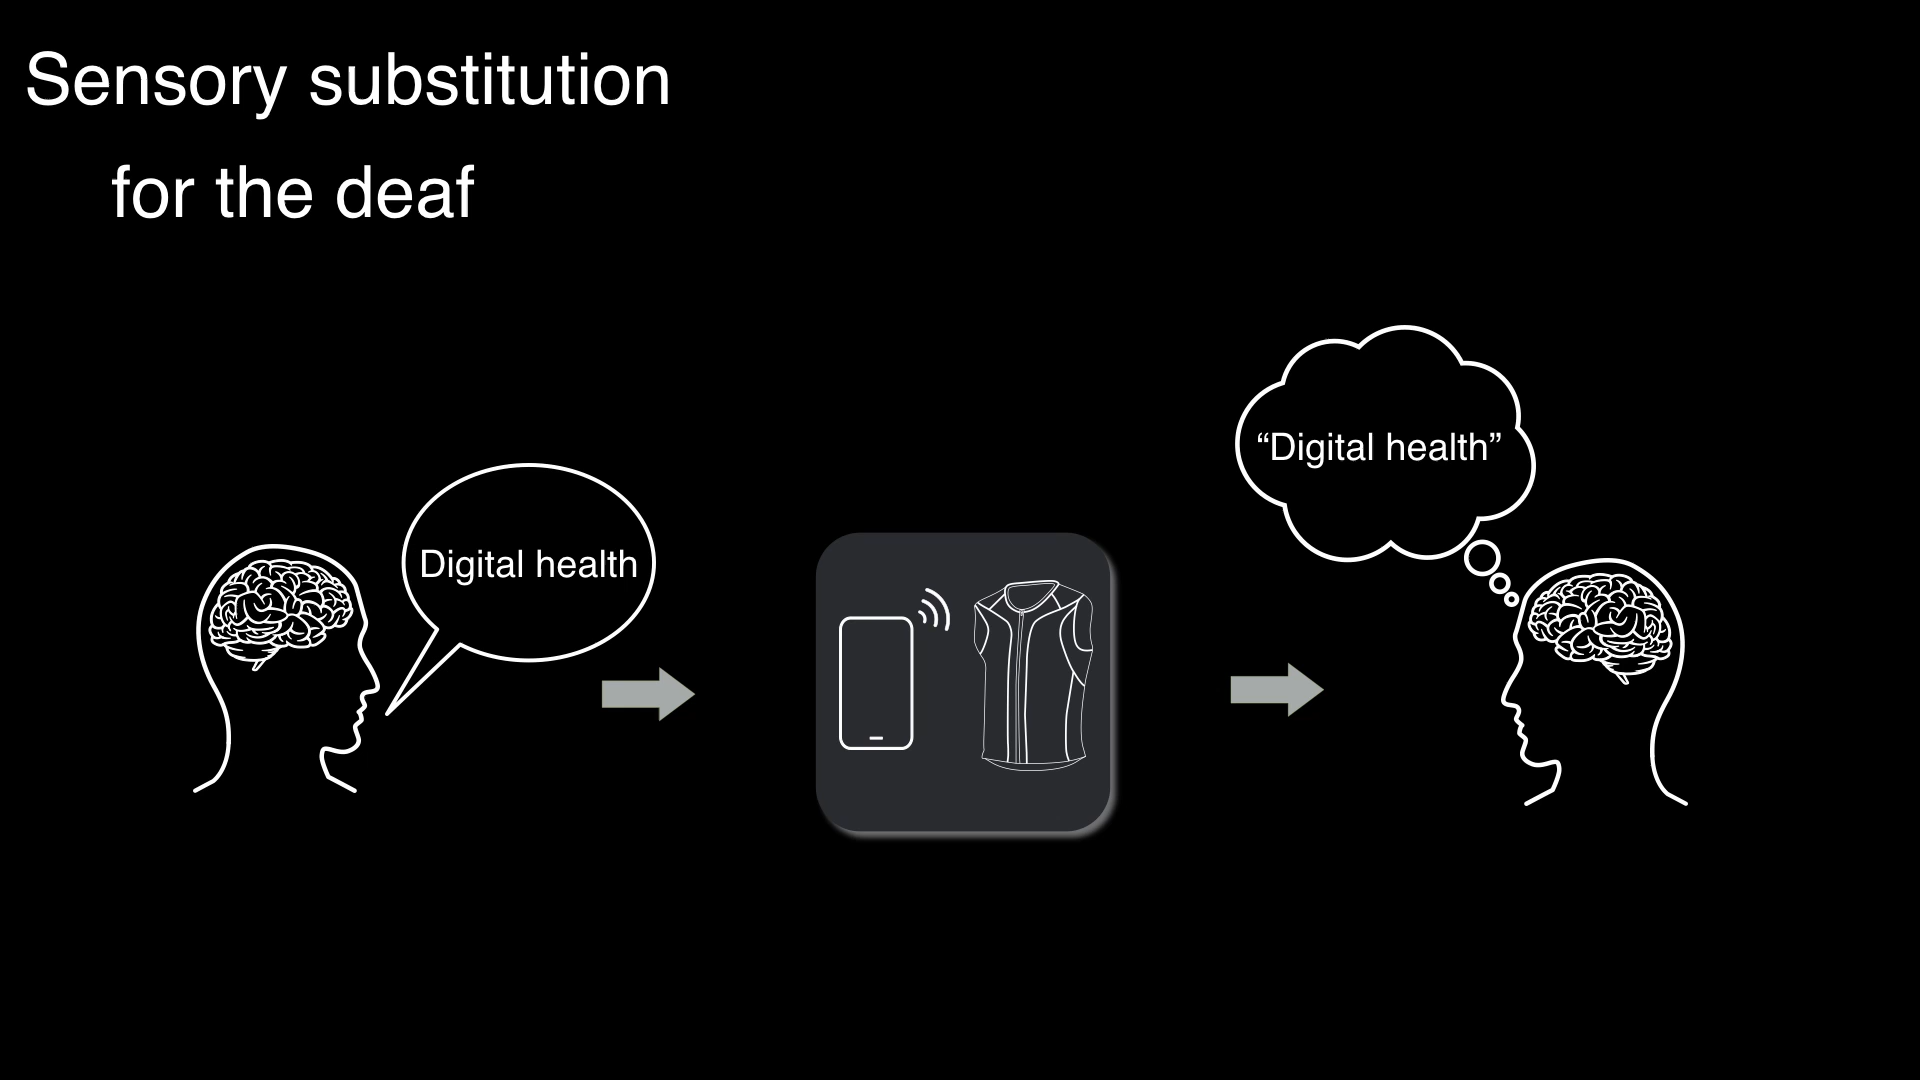 Sensory substitution
for the deaf
Digital health
“Digital health”